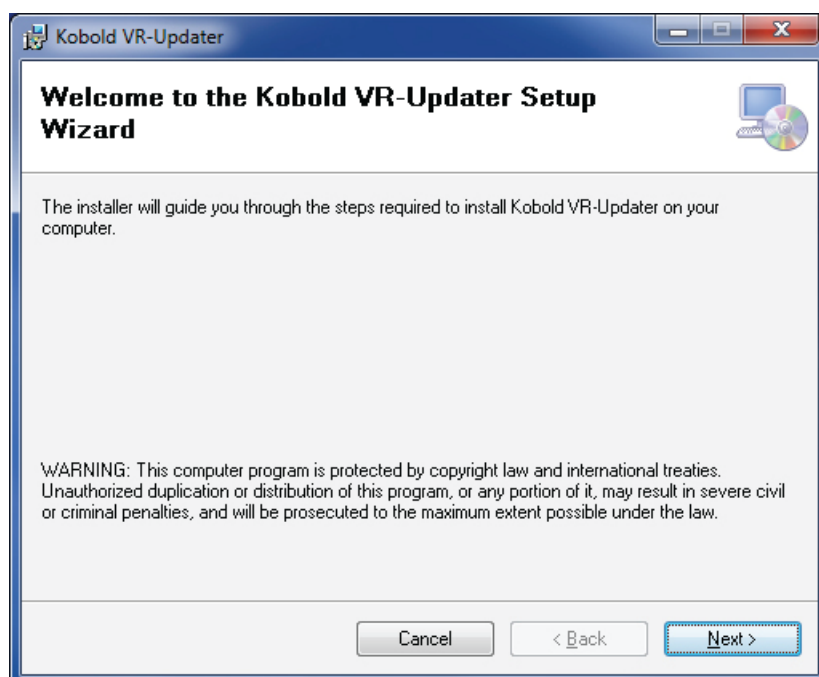 Kobold VR-Updater
Welcome to the Kobold VR-Updater Setup
Wizard
The installer will guide you through the steps required to install Kobold VR-Updater on your
computer.
WARNING: This computer program is protected by copyright law and international treaties.
Unauthorized duplication or distribution of this program, or any portion of it, may result in severe civil
or criminal penalties, and will be prosecuted to the maximum extent possible under the law.
Cancel < Back Next >